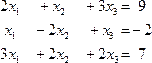 2x₁ + x₂ + 3x₃ = 9
x₁ - 2x₂ + x₃ = -2
3x₁ + 2x₂ + 2x₃ = 7